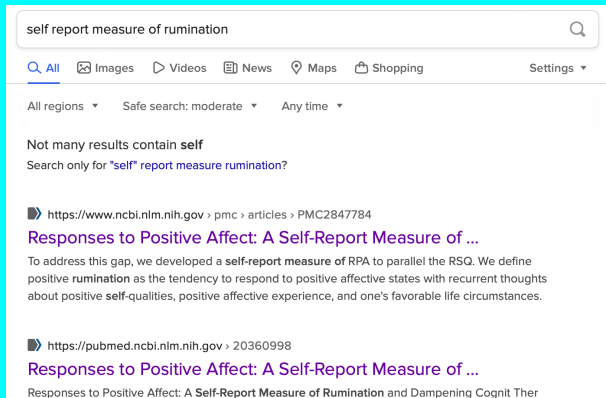 self report measure of rumination
All Images Videos News Maps Shopping Settings ▼
All regions ▼ Safe search: moderate ▼ Any time ▼
Not many results contain self
Search only for "self" report measure rumination?
https://www.ncbi.nlm.nih.gov › pmc › articles › PMC2847784
Responses to Positive Affect: A Self-Report Measure of ...
To address this gap, we developed a self-report measure of RPA to parallel the RSQ. We define
positive rumination as the tendency to respond to positive affective states with recurrent thoughts
about positive self-qualities, positive affective experience, and one's favorable life circumstances.
https://pubmed.ncbi.nlm.nih.gov › 20360998
Responses to Positive Affect: A Self-Report Measure of ...
Responses to Positive Affect: A Self-Report Measure of Rumination and Dampening Cognit Ther